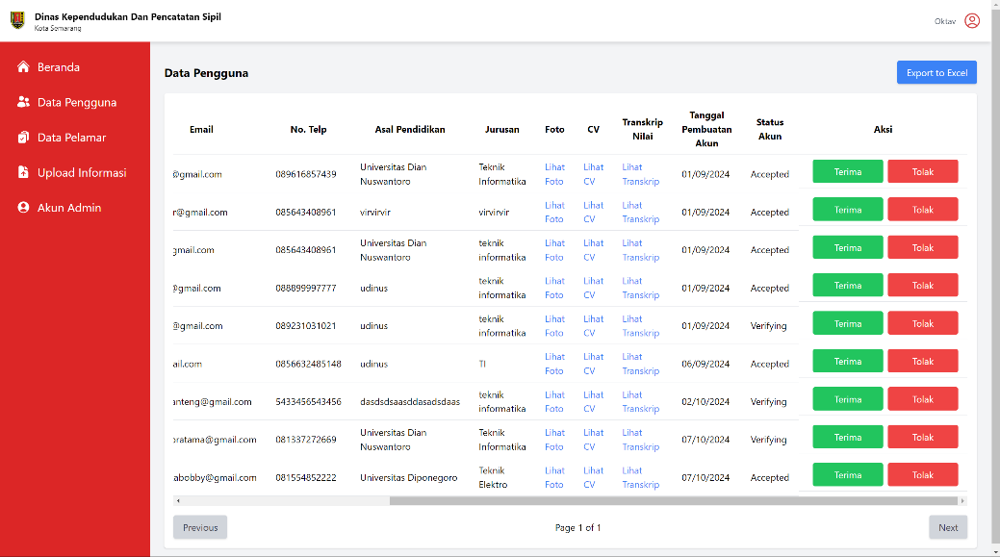 Dinas Kependudukan Dan Pencatatan Sipil
Kota Semarang
Oktav
Beranda
Data Pengguna
Data Pelamar
Upload Informasi
Akun Admin
Data Pengguna
Export to Excel
Email No. Telp Asal Pendidikan Jurusan Foto CV Transkrip Nilai Tanggal Pembuatan Akun Status Akun Aksi
@gmail.com 089616857439 Universitas Dian Nuswantoro Teknik Informatika Lihat Foto Lihat CV Lihat Transkrip 01/09/2024 Accepted Terima Tolak
r@gmail.com 085643408961 virvirvir virvirvir Lihat Foto Lihat CV Lihat Transkrip 01/09/2024 Accepted Terima Tolak
gmail.com 085643408961 Universitas Dian Nuswantoro teknik informatika Lihat Foto Lihat CV Lihat Transkrip 01/09/2024 Accepted Terima Tolak
@gmail.com 088899997777 udinus teknik informatika Lihat Foto Lihat CV Lihat Transkrip 01/09/2024 Accepted Terima Tolak
@gmail.com 089231031021 udinus teknik informatika Lihat Foto Lihat CV Lihat Transkrip 01/09/2024 Verifying Terima Tolak
ail.com 0856632485148 udinus TI Lihat Foto Lihat CV Lihat Transkrip 06/09/2024 Accepted Terima Tolak
anteng@gmail.com 5433456543456 dasdsdsaasddasadsdaas teknik informatika Lihat Foto Lihat CV Lihat Transkrip 02/10/2024 Verifying Terima Tolak
pratama@gmail.com 081337272669 Universitas Dian Nuswantoro Teknik Informatika Lihat Foto Lihat CV Lihat Transkrip 07/10/2024 Verifying Terima Tolak
abobby@gmail.com 081554852222 Universitas Diponegoro Teknik Elektro Lihat Foto Lihat CV Lihat Transkrip 07/10/2024 Accepted Terima Tolak
Previous Page 1 of 1 Next